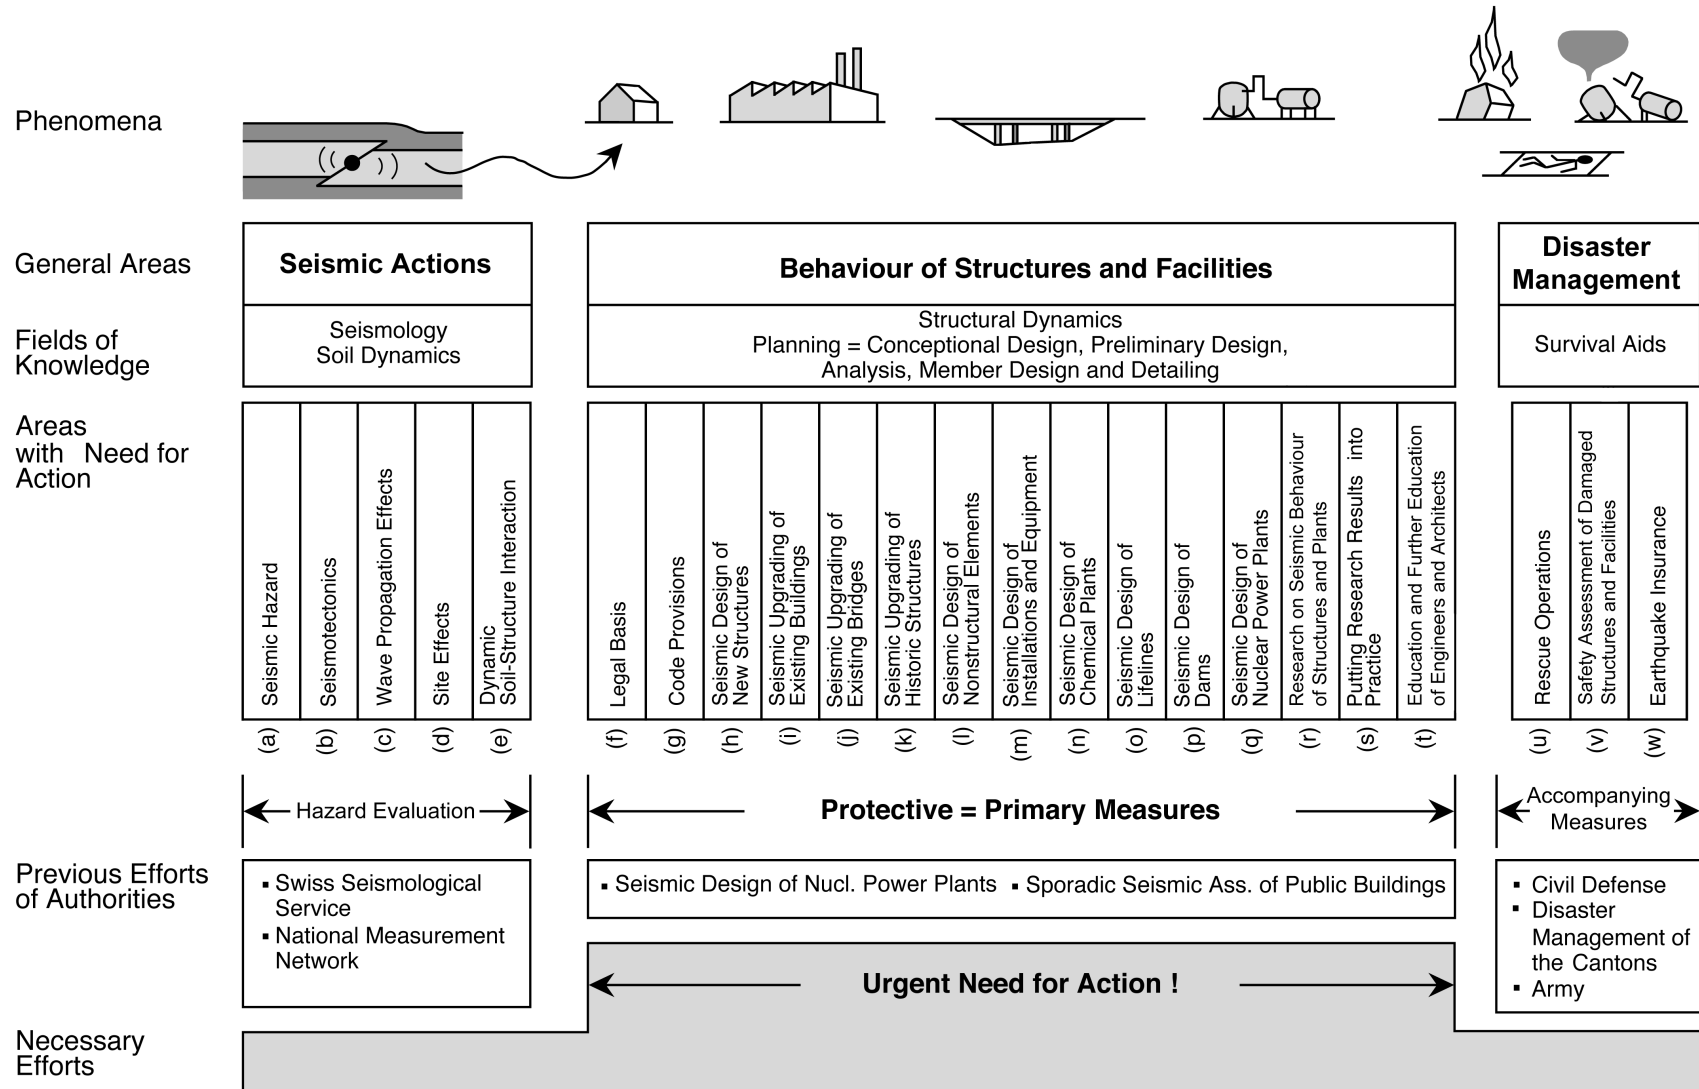 Phenomena
General Areas
Seismic Actions
Behaviour of Structures and Facilities
Disaster
Management
Fields of
Knowledge
Seismology
Soil Dynamics
Structural Dynamics
Planning = Conceptional Design, Preliminary Design,
Analysis, Member Design and Detailing
Survival Aids
Areas
with Need for
Action
Seismic Hazard
Seismotectonics
Wave Propagation Effects
Site Effects
Dynamic
Soil-Structure Interaction
Legal Basis
Code Provisions
Seismic Design of
New Structures
Seismic Upgrading of
Existing Buildings
Seismic Upgrading of
Existing Bridges
Seismic Upgrading of
Historic Structures
Seismic Design of
Nonstructural Elements
Seismic Design of
Installations and Equipment
Seismic Design of
Chemical Plants
Seismic Design of
Lifelines
Seismic Design of
Dams
Seismic Design of
Nuclear Power Plants
Research on Seismic Behaviour
of Structures and Plants
Putting Research Results into
Practice
Education and Further Education
of Engineers and Architects
Rescue Operations
Safety Assessment of Damaged
Structures and Facilities
Earthquake Insurance
(a)
(b)
(c)
(d)
(e)
(f)
(g)
(h)
(i)
(j)
(k)
(l)
(m)
(n)
(o)
(p)
(q)
(r)
(s)
(t)
(u)
(v)
(w)
Hazard Evaluation
Protective = Primary Measures
Accompanying
Measures
Previous Efforts
of Authorities
▪ Swiss Seismological
Service
▪ National Measurement
Network
▪ Seismic Design of Nucl. Power Plants ▪ Sporadic Seismic Ass. of Public Buildings
▪ Civil Defense
▪ Disaster
Management of
the Cantons
▪ Army
Urgent Need for Action !
Necessary
Efforts